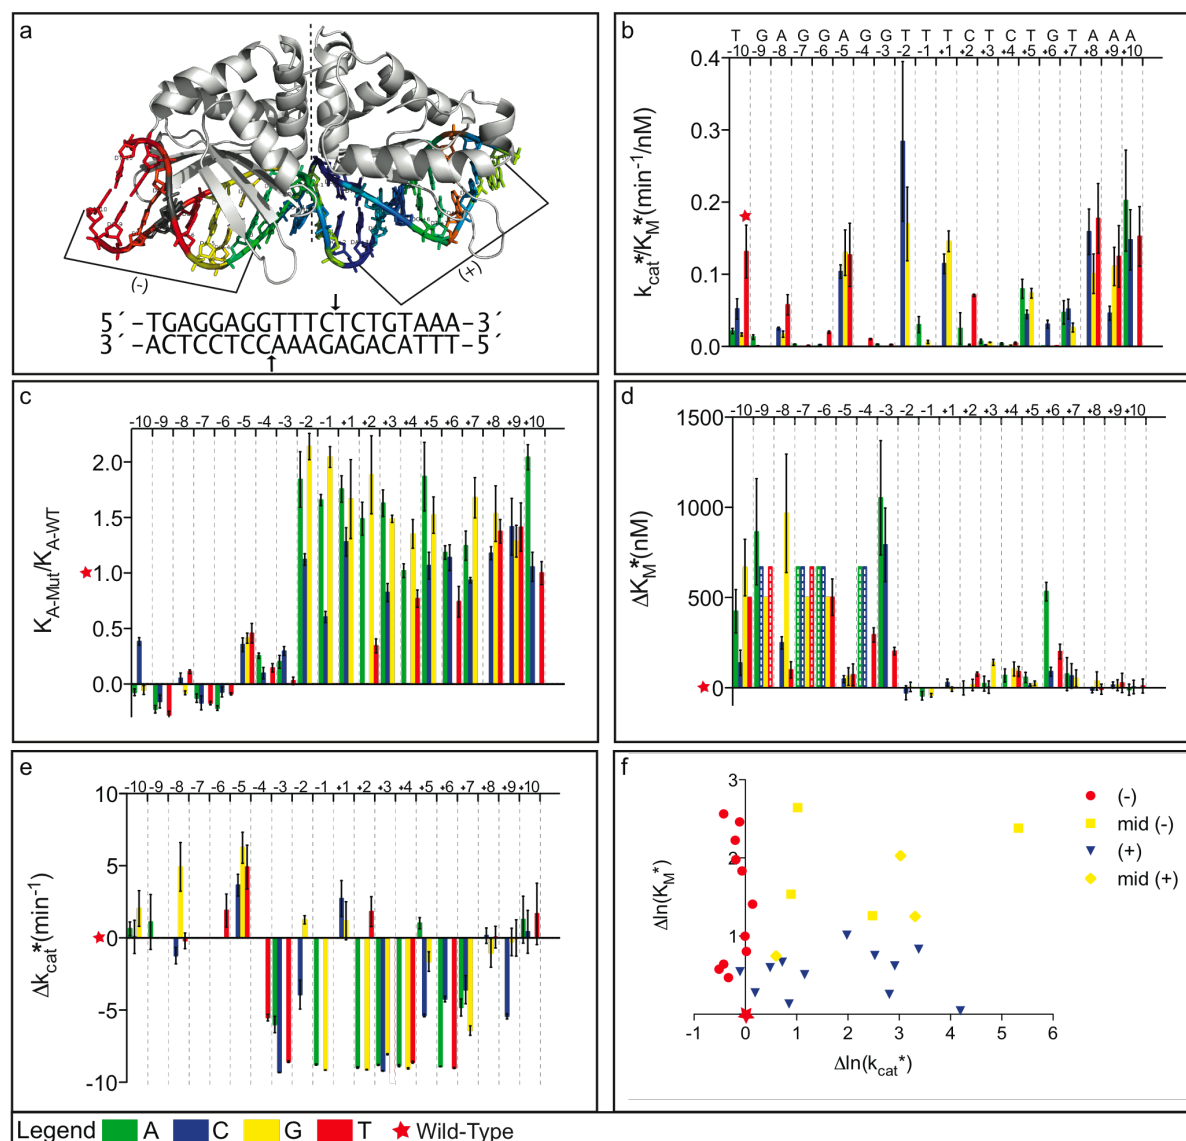 a
(-)
(+)
5´-TGAGGAGGTTTCTCTGTAAA-3´
3´-ACTCCTCCAAAGAGACATTT-5´
b
T G A G G A G G T T T C T C T G T A A A
-10 -9 -8 -7 -6 -5 -4 -3 -2 -1 +1 +2 +3 +4 +5 +6 +7 +8 +9 +10
kcat*/KM*(min-1/nM)
0.4
0.3
0.2
0.1
0.0
c
-10 -9 -8 -7 -6 -5 -4 -3 -2 -1 +1 +2 +3 +4 +5 +6 +7 +8 +9 +10
KA-Mut/KA-WT
2.0
1.5
1.0
0.5
0.0
d
-10 -9 -8 -7 -6 -5 -4 -3 -2 -1 +1 +2 +3 +4 +5 +6 +7 +8 +9 +10
ΔKM*(nM)
1500
1000
500
0
e
-10 -9 -8 -7 -6 -5 -4 -3 -2 -1 +1 +2 +3 +4 +5 +6 +7 +8 +9 +10
Δkcat*(min-1)
10
5
0
-5
-10
f
Δln(KM*)
3
2
1
-1 0 1 2 3 4 5 6
Δln(kcat*)
(-)
mid (-)
(+)
mid (+)
Legend A C G T Wild-Type